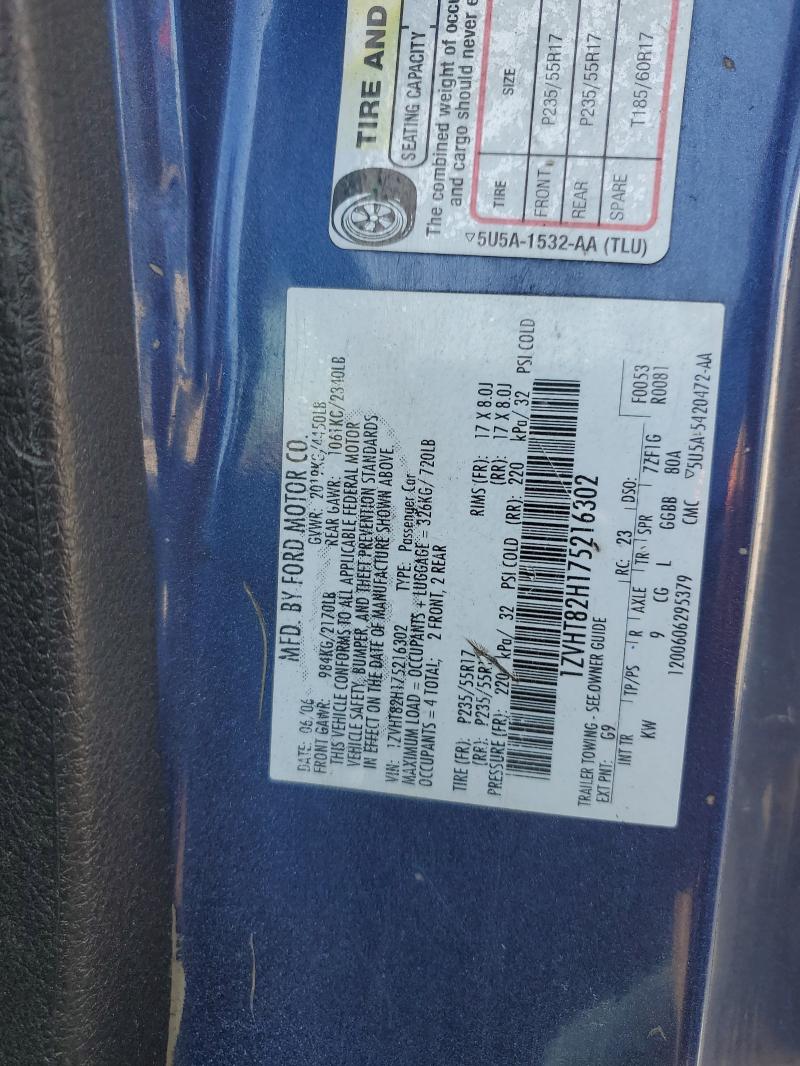 TIRE AND
SEATING CAPACITY
The combined weight of occu
and cargo should never e
TIRE SIZE
FRONT P235/55R17
REAR P235/55R17
SPARE T185/60R17
▽5U5A-1532-AA (TLU)
MFD. BY FORD MOTOR CO.
DATE: 06/06 GVWR: 2018KG/4450LB
FRONT GAWR: 984KG/2170LB REAR GAWR: 1061KG/2340LB
THIS VEHICLE CONFORMS TO ALL APPLICABLE FEDERAL MOTOR
VEHICLE SAFETY, BUMPER, AND THEFT PREVENTION STANDARDS
IN EFFECT ON THE DATE OF MANUFACTURE SHOWN ABOVE.
VIN: 1ZVHT82H175216302 TYPE: Passenger Car
MAXIMUM LOAD = OCCUPANTS + LUGGAGE = 326KG/720LB
OCCUPANTS = 4 TOTAL; 2 FRONT, 2 REAR
TIRE (FR): P235/55R17 RIMS (FR): 17 X 8.0J
(RR): P235/55R17 (RR): 17 X 8.0J
PRESSURE (FR): 220 kPa/ 32 PSI COLD (RR): 220 kPa/ 32 PSI COLD
1ZVHT82H175216302
TRAILER TOWING - SEE OWNER GUIDE
EXT PNT: G9 RC: 23 DSO: F0053
INT TR TP/PS R AXLE TR SPR 7ZF1G R0081
KW 9 CG L GGBB 80A
1200606295379 CMC ▽5U5A-5420472-AA